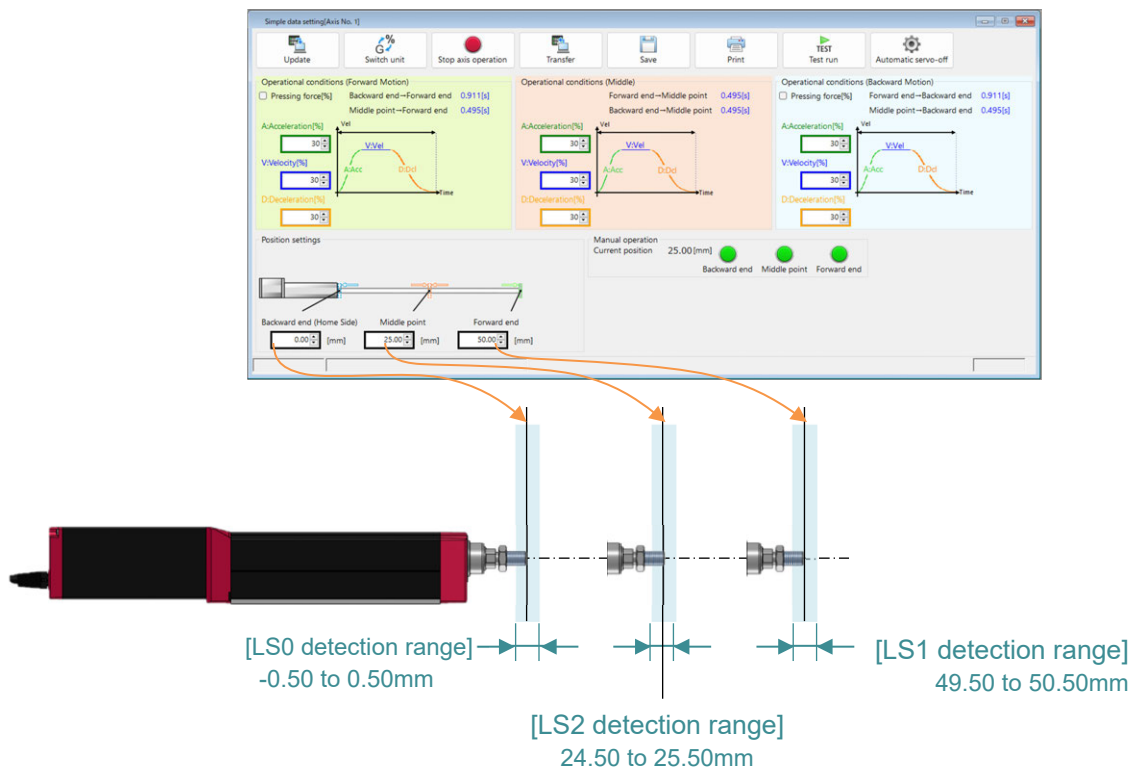 Simple data setting[Axis No. 1]
Update
Switch unit
Stop axis operation
Transfer
Save
Print
TEST
Test run
Automatic servo-off
Operational conditions (Forward Motion)
Pressing force[%]
Backward end→Forward end 0.911[s]
Middle point→Forward end 0.495[s]
A:Acceleration[%]
30
V:Velocity[%]
30
D:Deceleration[%]
30
Vel
V:Vel
A:Acc
D:Dcl
Time
Operational conditions (Middle)
Forward end→Middle point 0.495[s]
Backward end→Middle point 0.495[s]
A:Acceleration[%]
30
V:Velocity[%]
30
D:Deceleration[%]
30
Vel
V:Vel
A:Acc
D:Dcl
Time
Operational conditions (Backward Motion)
Pressing force[%]
Forward end→Backward end 0.911[s]
Middle point→Backward end 0.495[s]
A:Acceleration[%]
30
V:Velocity[%]
30
D:Deceleration[%]
30
Vel
V:Vel
A:Acc
D:Dcl
Time
Position settings
Backward end (Home Side)
Middle point
Forward end
0.00 [mm]
25.00 [mm]
50.00 [mm]
Manual operation
Current position 25.00 [mm]
Backward end
Middle point
Forward end
[LS0 detection range]
-0.50 to 0.50mm
[LS1 detection range]
49.50 to 50.50mm
[LS2 detection range]
24.50 to 25.50mm